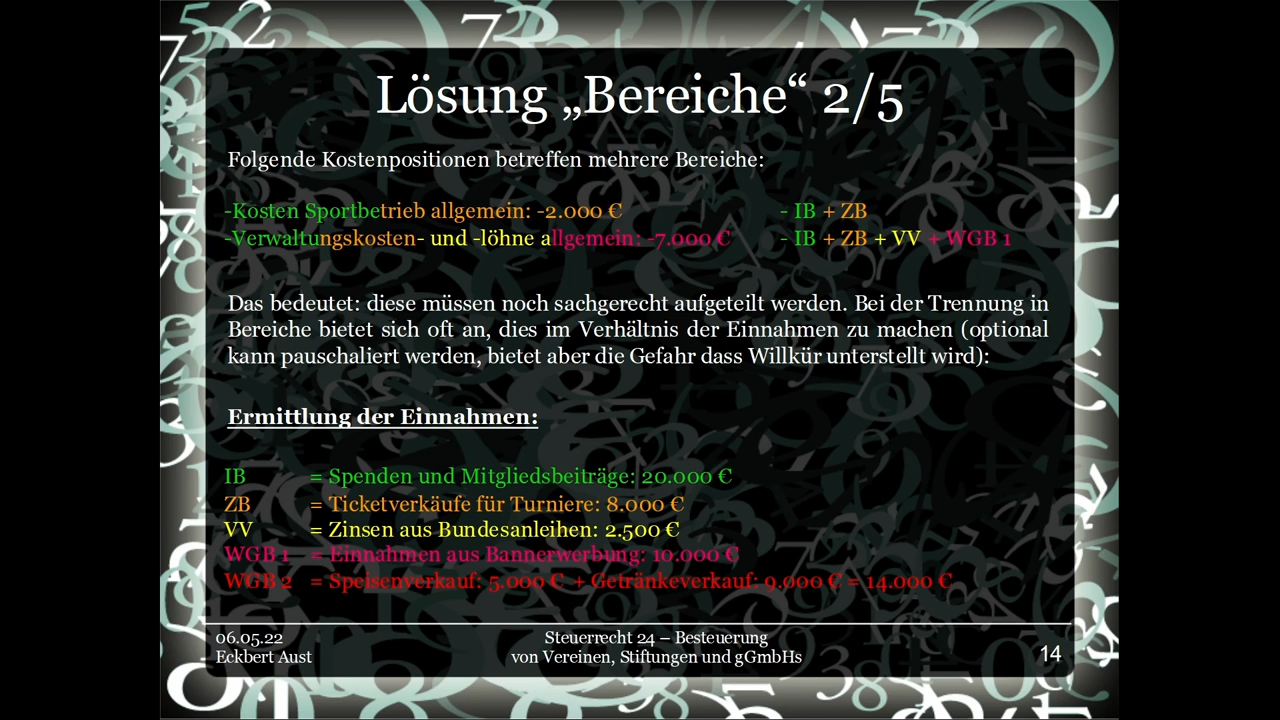 Lösung „Bereiche“ 2/5
Folgende Kostenpositionen betreffen mehrere Bereiche:
-Kosten Sportbetrieb allgemein: -2.000 € - IB + ZB
-Verwaltungskosten- und -löhne allgemein: -7.000 € - IB + ZB + VV + WGB 1
Das bedeutet: diese müssen noch sachgerecht aufgeteilt werden. Bei der Trennung in
Bereiche bietet sich oft an, dies im Verhältnis der Einnahmen zu machen (optional
kann pauschaliert werden, bietet aber die Gefahr dass Willkür unterstellt wird):
Ermittlung der Einnahmen:
IB = Spenden und Mitgliedsbeiträge: 20.000 €
ZB = Ticketverkäufe für Turniere: 8.000 €
VV = Zinsen aus Bundesanleihen: 2.500 €
WGB 1 = Einnahmen aus Bannerwerbung: 10.000 €
WGB 2 = Speisenverkauf: 5.000 € + Getränkeverkauf: 9.000 € = 14.000 €
06.05.22
Eckbert Aust
Steuerrecht 24 – Besteuerung
von Vereinen, Stiftungen und gGmbHs
14